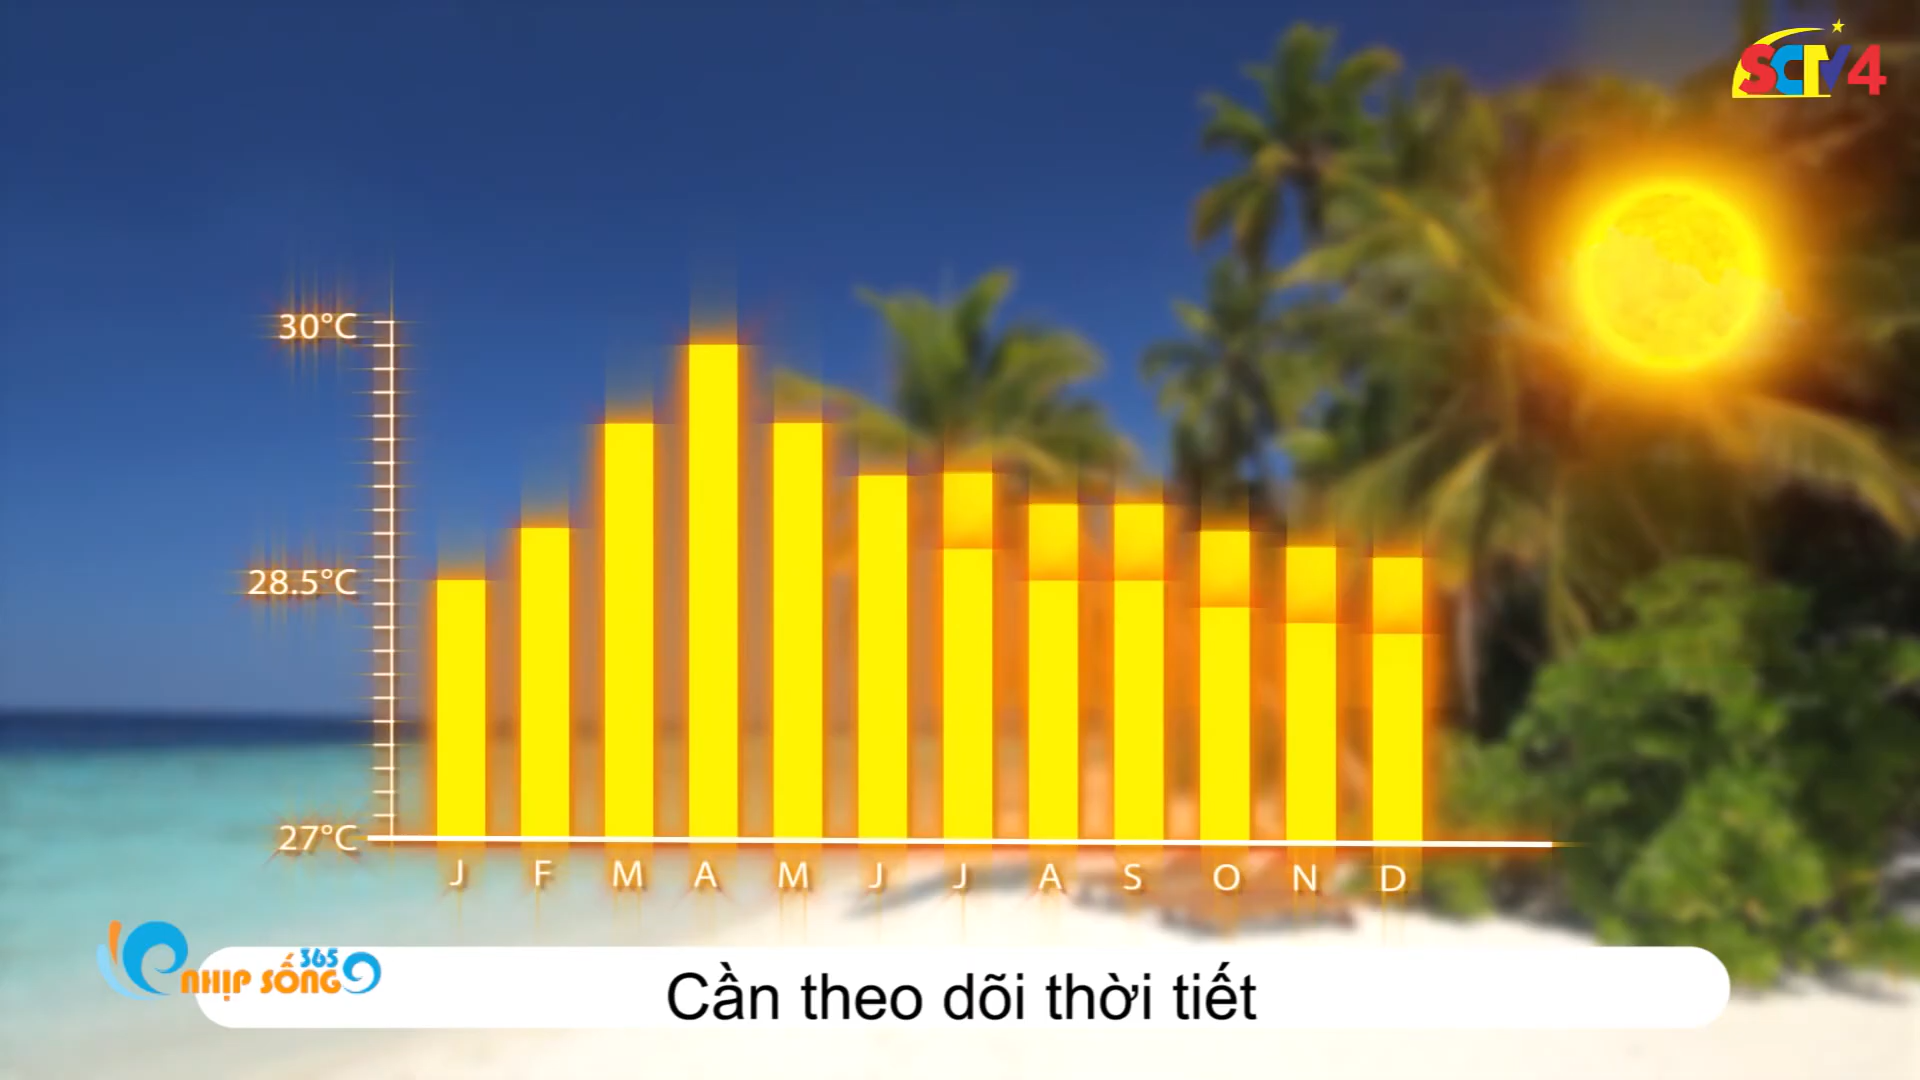 SCTV4
30°C
28.5°C
27°C
J F M A M J J A S O N D
NHỊP SỐNG 365
Cần theo dõi thời tiết